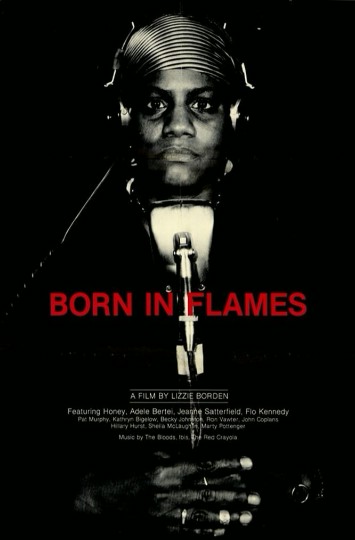 BORN IN FLAMES
A FILM BY LIZZIE BORDEN
Featuring Honey, Adele Bertei, Jeanne Satterfield, Flo Kennedy
Pat Murphy, Kathryn Bigelow, Becky Johnston, Ron Vawter, John Coplans
Hillary Hurst, Sheila McLaughlin, Marty Pottenger
Music by The Bloods, Ibis, The Red Crayola